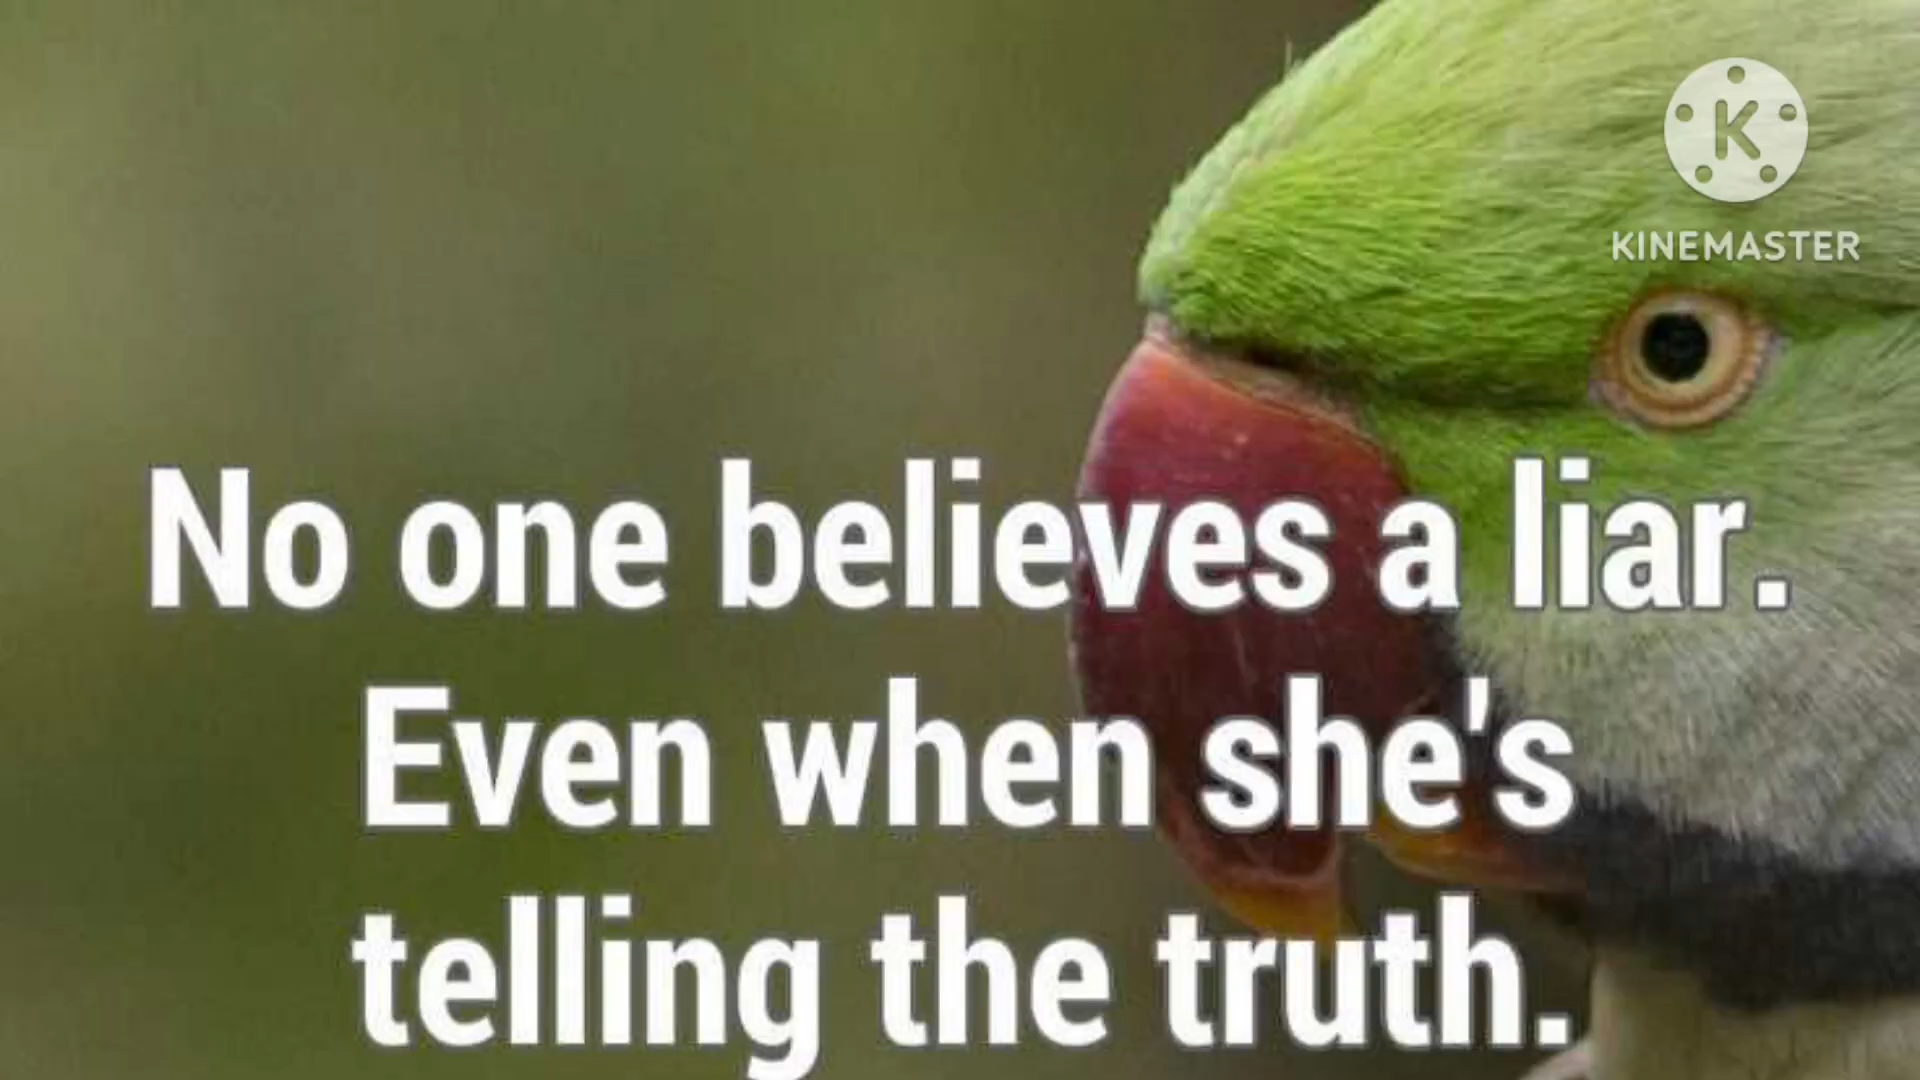 K
KINEMASTER
No one believes a liar.
Even when she's
telling the truth.